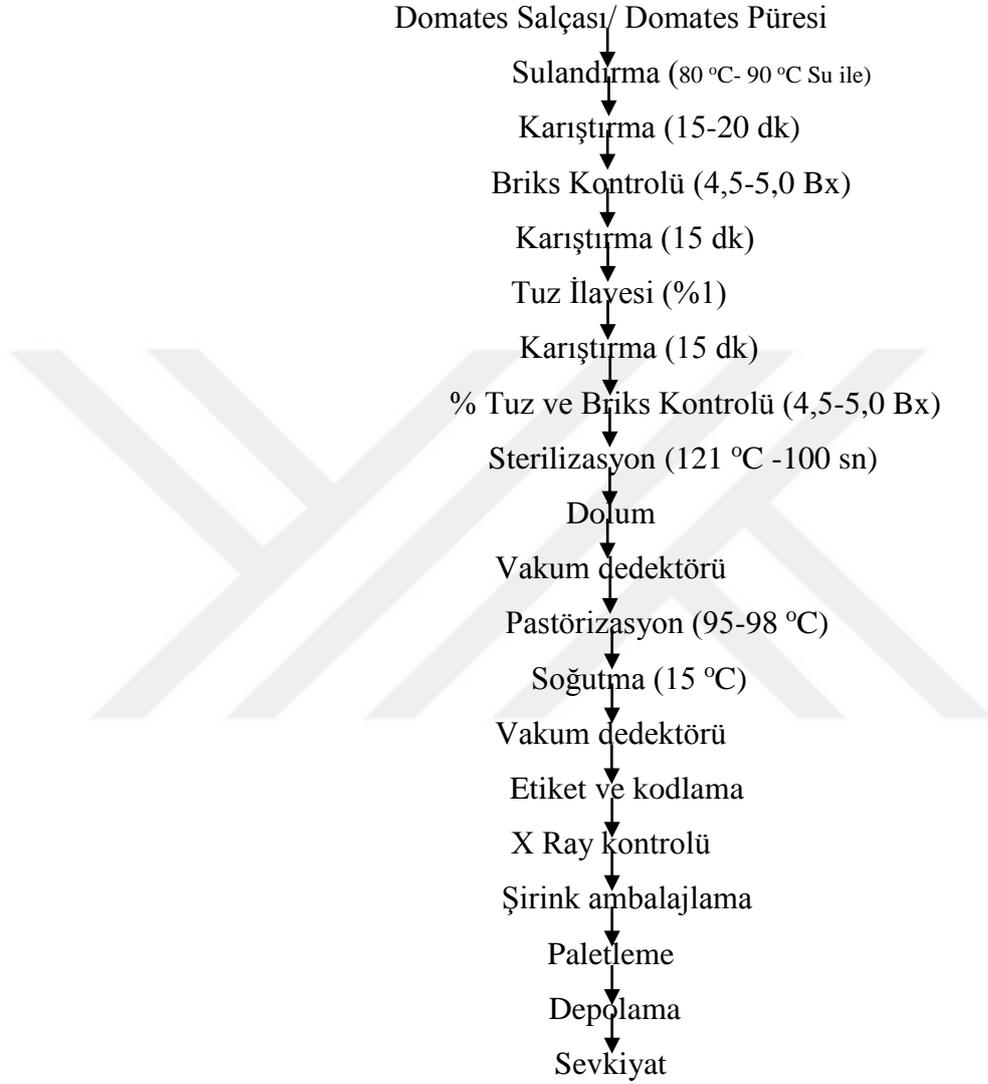 Domates Salçası/ Domates Püresi
Sulandırma (80 ºC- 90 ºC Su ile)
Karıştırma (15-20 dk)
Briks Kontrolü (4,5-5,0 Bx)
Karıştırma (15 dk)
Tuz İlavesi (%1)
Karıştırma (15 dk)
% Tuz ve Briks Kontrolü (4,5-5,0 Bx)
Sterilizasyon (121 ºC -100 sn)
Dolum
Vakum dedektörü
Pastörizasyon (95-98 ºC)
Soğutma (15 ºC)
Vakum dedektörü
Etiket ve kodlama
X Ray kontrolü
Şirink ambalajlama
Paletleme
Depolama
Sevkiyat